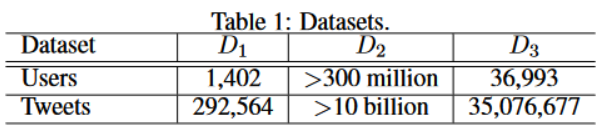 Table 1: Datasets.
Dataset D₁ D₂ D₃
Users 1,402 >300 million 36,993
Tweets 292,564 >10 billion 35,076,677